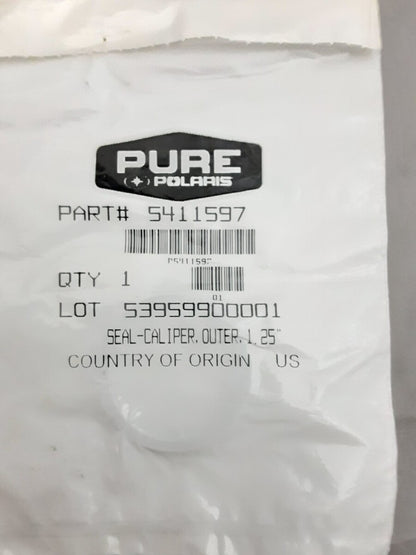 PURE
POLARIS
PART# 5411597
P5411597
QTY 1
01
LOT 53959900001
SEAL-CALIPER, OUTER, 1.25"
COUNTRY OF ORIGIN US